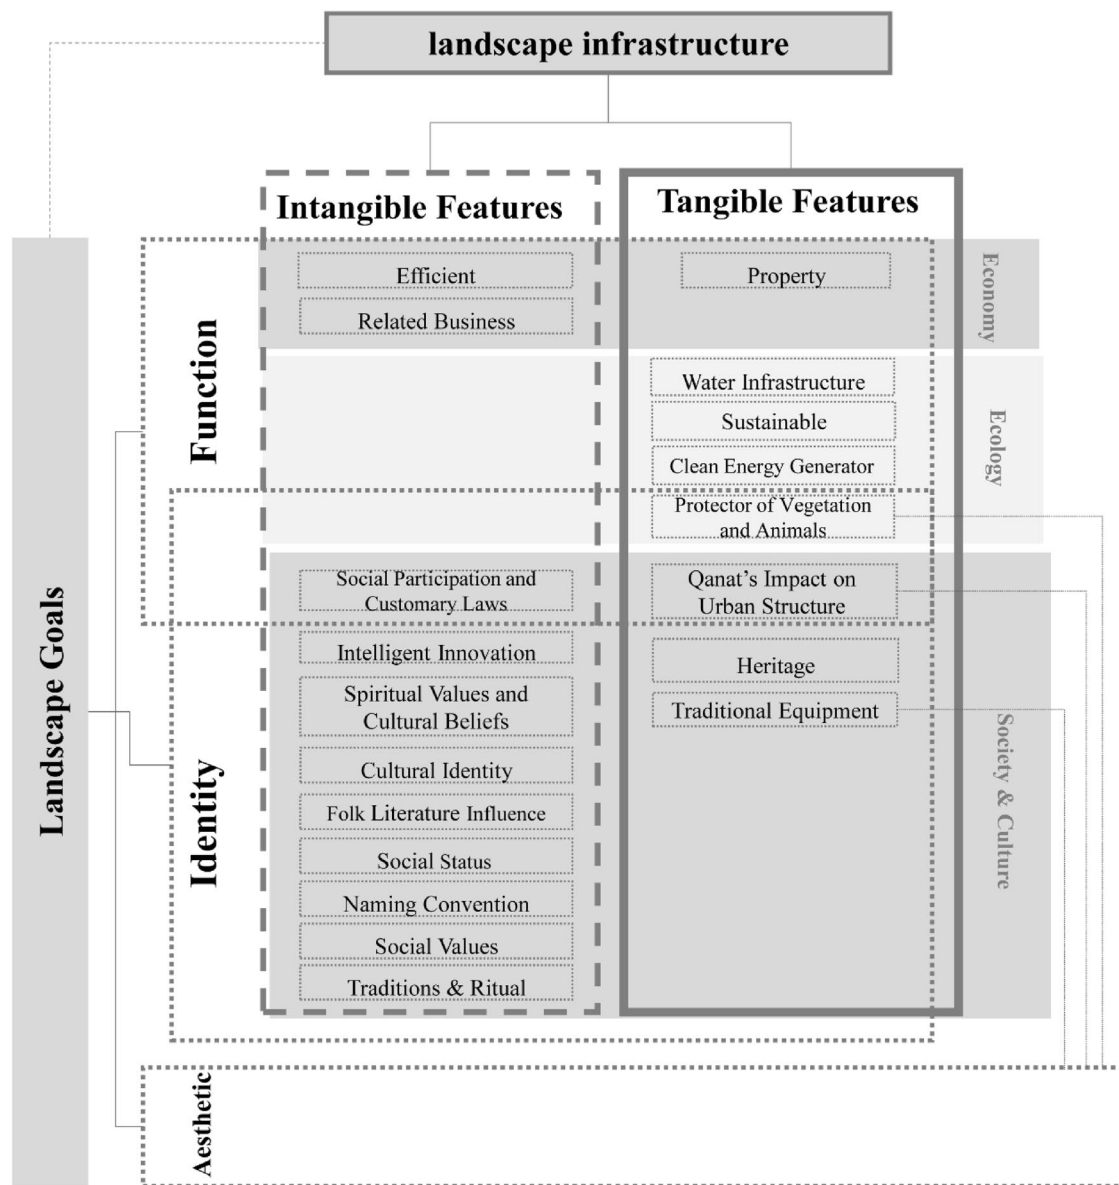 landscape infrastructure
Intangible Features
Tangible Features
Landscape Goals
Function
Identity
Aesthetic
Efficient
Related Business
Social Participation and
Customary Laws
Intelligent Innovation
Spiritual Values and
Cultural Beliefs
Cultural Identity
Folk Literature Influence
Social Status
Naming Convention
Social Values
Traditions & Ritual
Property
Water Infrastructure
Sustainable
Clean Energy Generator
Protector of Vegetation
and Animals
Qanat’s Impact on
Urban Structure
Heritage
Traditional Equipment
Economy
Ecology
Society & Culture